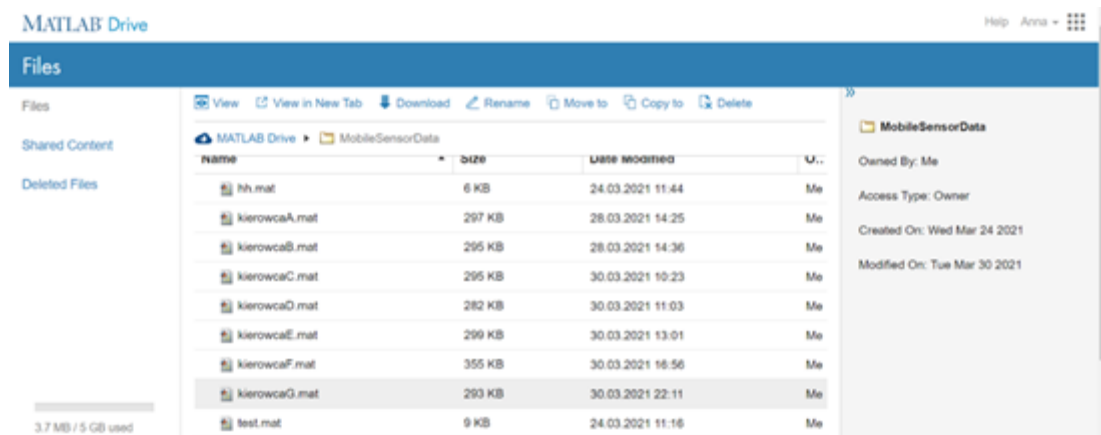 MATLAB Drive
Help Anna
Files
Files
Shared Content
Deleted Files
3.7 MB / 5 GB used
View View in New Tab Download Rename Move to Copy to Delete
MATLAB Drive MobileSensorData
Name Size Date Modified O..
hh.mat 6 KB 24.03.2021 11:44 Me
kierowcaA.mat 297 KB 28.03.2021 14:25 Me
kierowcaB.mat 295 KB 28.03.2021 14:36 Me
kierowcaC.mat 295 KB 30.03.2021 10:23 Me
kierowcaD.mat 282 KB 30.03.2021 11:03 Me
kierowcaE.mat 299 KB 30.03.2021 13:01 Me
kierowcaF.mat 355 KB 30.03.2021 16:56 Me
kierowcaG.mat 293 KB 30.03.2021 22:11 Me
test.mat 9 KB 24.03.2021 11:16 Me
MobileSensorData
Owned By: Me
Access Type: Owner
Created On: Wed Mar 24 2021
Modified On: Tue Mar 30 2021